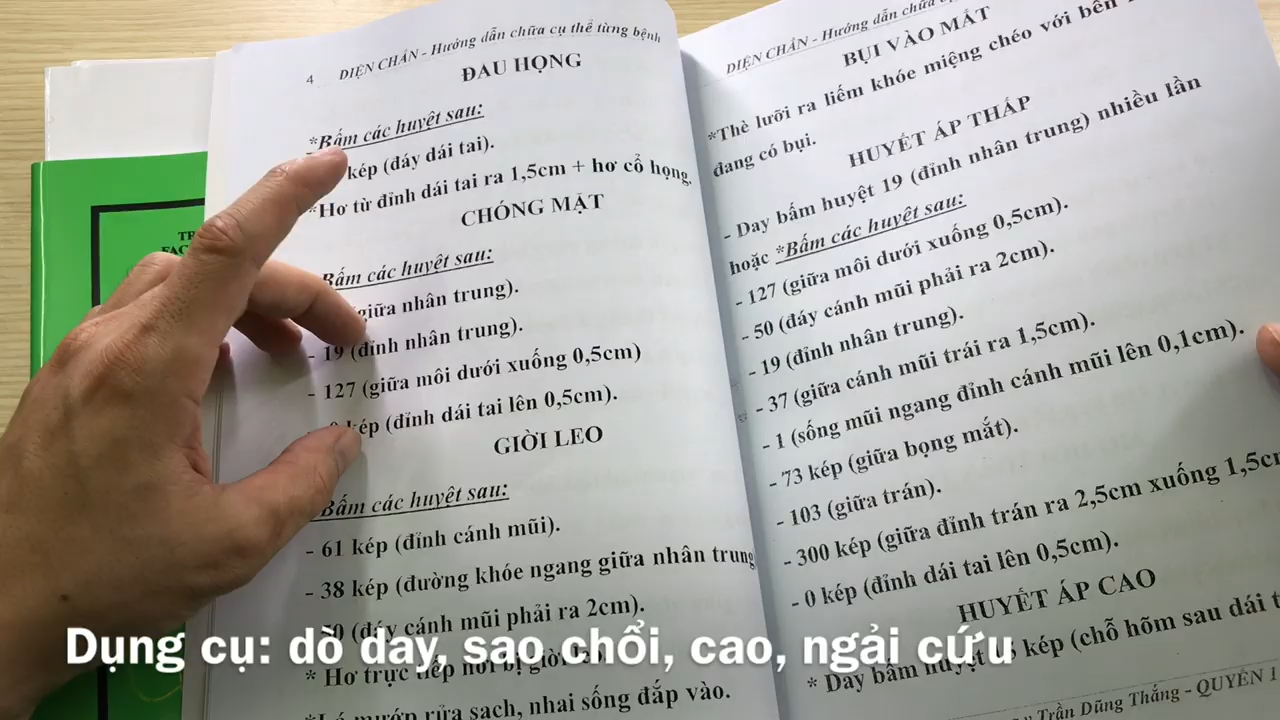 4 DIỆN CHẨN - Hướng dẫn chữa cụ thể từng bệnh
ĐAU HỌNG
*Bấm các huyệt sau:
kép (đáy dái tai).
*Hơ từ đỉnh dái tai ra 1,5cm + hơ cổ họng.
CHÓNG MẶT
Bấm các huyệt sau:
(giữa nhân trung).
- 19 (đỉnh nhân trung).
- 127 (giữa môi dưới xuống 0,5cm)
kép (đỉnh dái tai lên 0,5cm).
GIỜI LEO
Bấm các huyệt sau:
- 61 kép (đỉnh cánh mũi).
- 38 kép (đường khóe ngang giữa nhân trung
50 (đáy cánh mũi phải ra 2cm).
* Hơ trực tiếp nơi bị giời
mướp rửa sạch, nhai sống đắp vào.
DIỆN CHẨN - Hướng dẫn chữa
BỤI VÀO MẮT
*Thè lưỡi ra liếm khóe miệng chéo với bên
đang có bụi.
HUYẾT ÁP THẤP
- Day bấm huyệt 19 (đỉnh nhân trung) nhiều lần
hoặc *Bấm các huyệt sau:
- 127 (giữa môi dưới xuống 0,5cm).
- 50 (đáy cánh mũi phải ra 2cm).
- 19 (đỉnh nhân trung).
- 37 (giữa cánh mũi trái ra 1,5cm).
- 1 (sống mũi ngang đỉnh cánh mũi lên 0,1cm).
- 73 kép (giữa bọng mắt).
- 103 (giữa trán).
- 300 kép (giữa đỉnh trán ra 2,5cm xuống 1,5cm
- 0 kép (đỉnh dái tai lên 0,5cm).
HUYẾT ÁP CAO
* Day bấm huyệt kép (chỗ hõm sau dái
Trần Dũng Thắng - QUYỂN 1
Dụng cụ: dò day, sao chổi, cao, ngải cứu